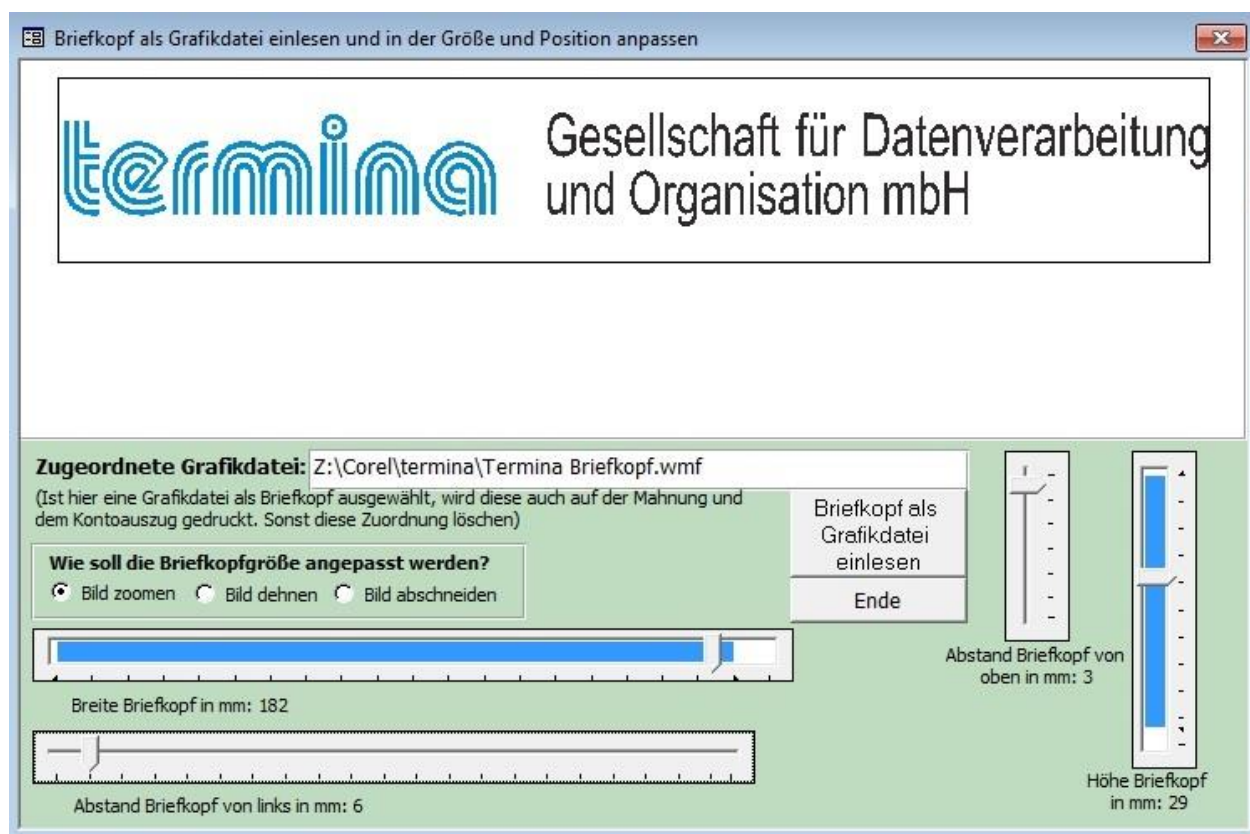 Briefkopf als Grafikdatei einlesen und in der Größe und Position anpassen
termina
Gesellschaft für Datenverarbeitung
und Organisation mbH
Zugeordnete Grafikdatei: Z:\Corel\termina\Termina Briefkopf.wmf
(Ist hier eine Grafikdatei als Briefkopf ausgewählt, wird diese auch auf der Mahnung und
dem Kontoauszug gedruckt. Sonst diese Zuordnung löschen)
Briefkopf als
Grafikdatei
einlesen
Wie soll die Briefkopfgröße angepasst werden?
Bild zoomen Bild dehnen Bild abschneiden
Ende
Abstand Briefkopf von
oben in mm: 3
Breite Briefkopf in mm: 182
Abstand Briefkopf von links in mm: 6
Höhe Briefkopf
in mm: 29